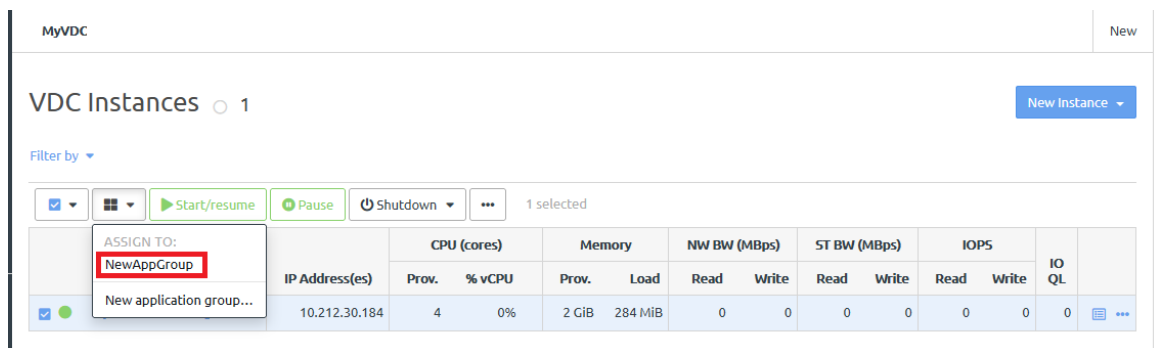 MyVDC
New
VDC Instances 1
New Instance
Filter by
Start/resume Pause Shutdown ••• 1 selected
ASSIGN TO:
NewAppGroup
New application group...
CPU (cores) Memory NW BW (MBps) ST BW (MBps) IOPS IO QL
IP Address(es) Prov. % vCPU Prov. Load Read Write Read Write Read Write
10.212.30.184 4 0% 2 GiB 284 MiB 0 0 0 0 0 0 0